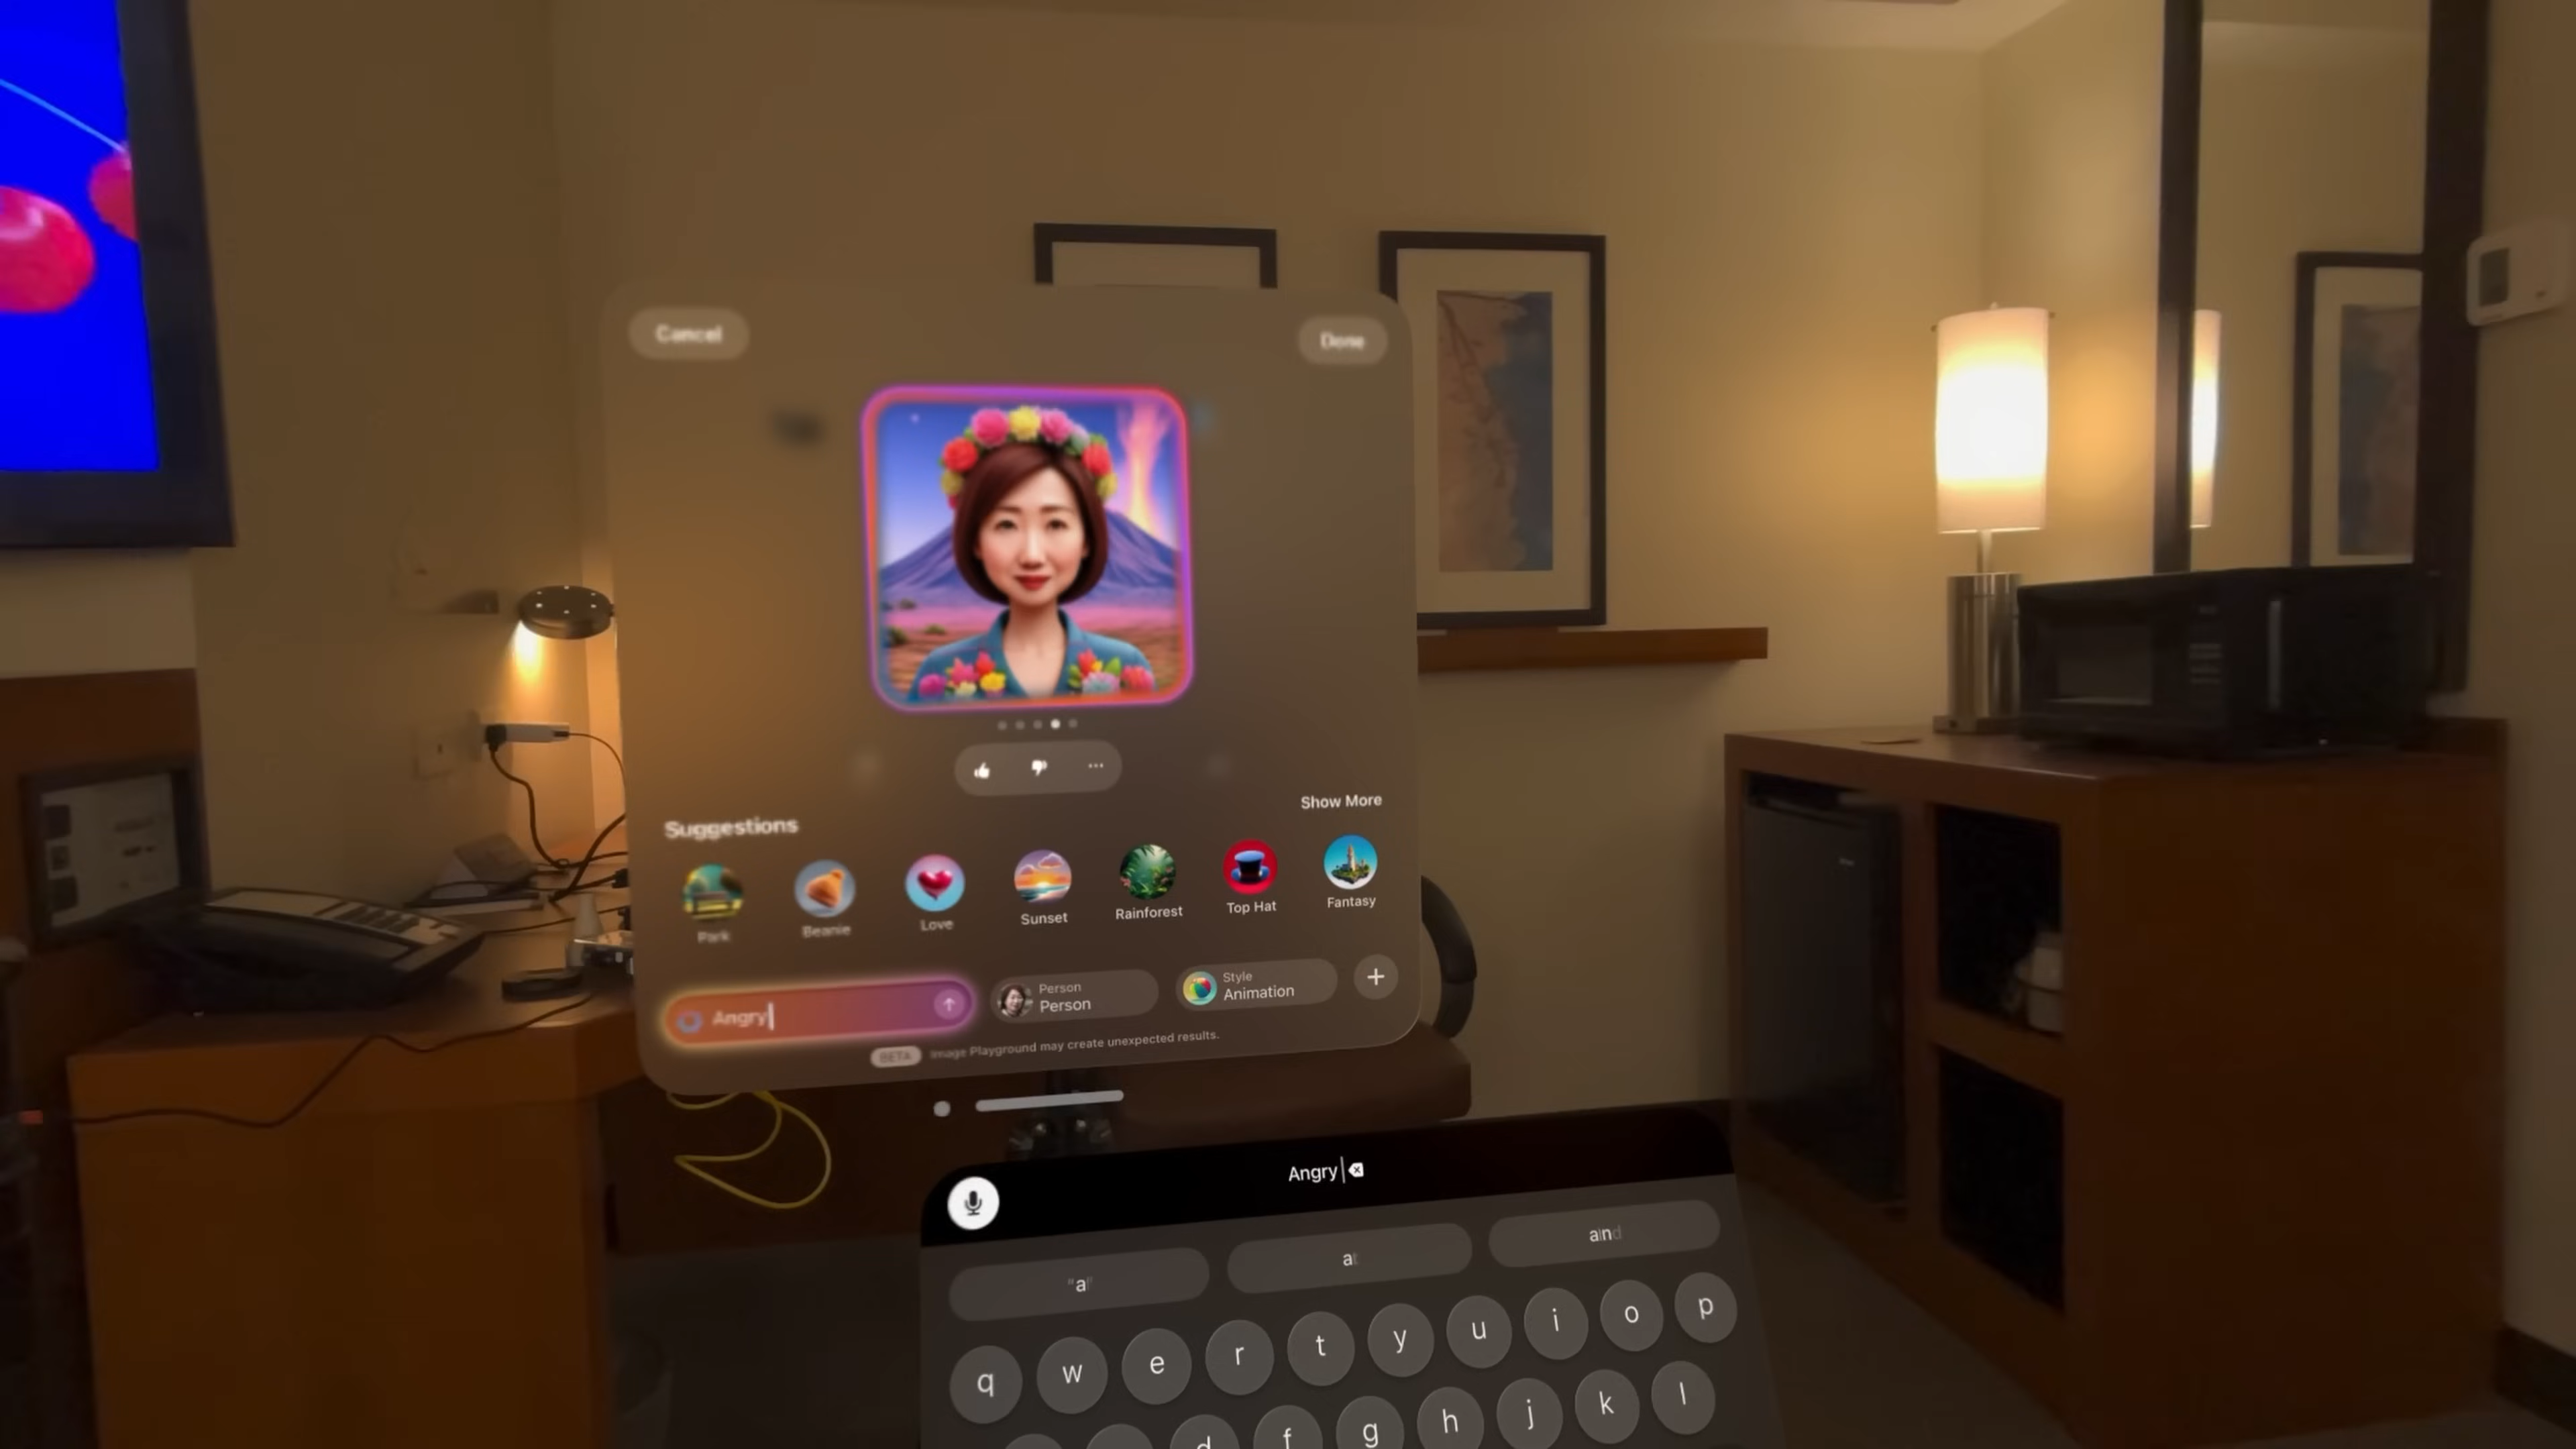 Cancel
Done
Show More
Suggestions
Park
Beanie
Love
Sunset
Rainforest
Top Hat
Fantasy
Angry
Person
Person
Style
Animation
BETA Image Playground may create unexpected results.
Angry
"a"
at
and
q w e r t y u i o p
d f g h j k l